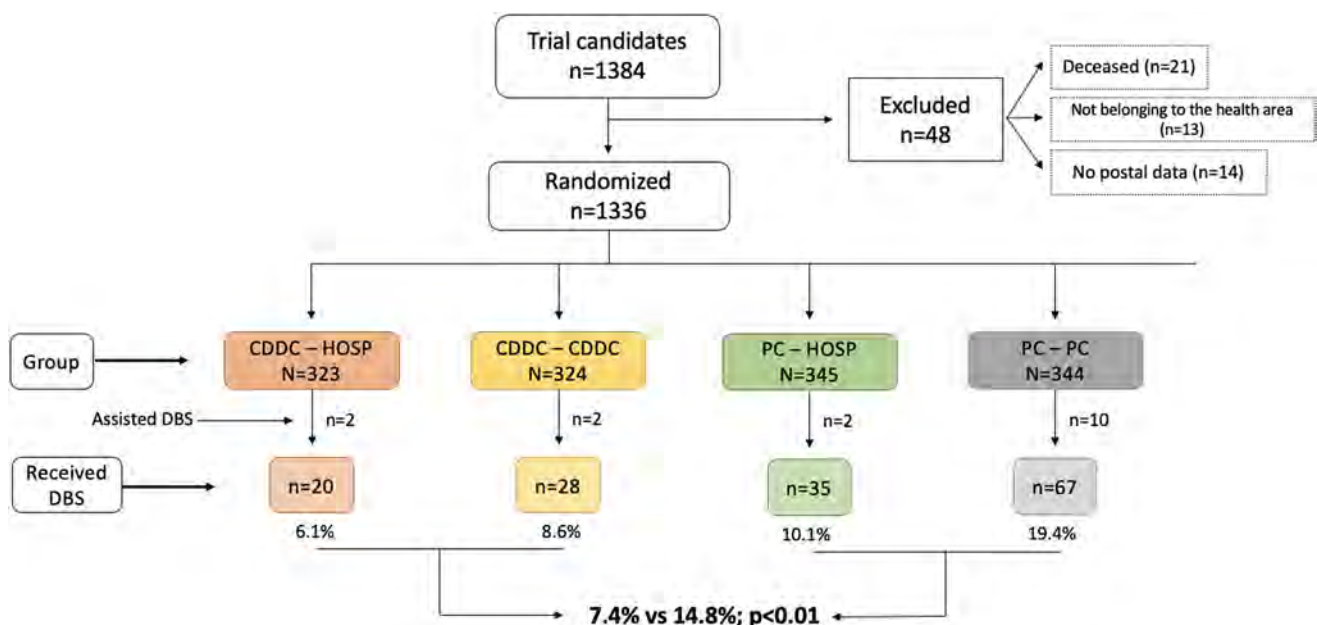 Trial candidates
n=1384
Excluded
n=48
Deceased (n=21)
Not belonging to the health area
(n=13)
No postal data (n=14)
Randomized
n=1336
Group
CDDC – HOSP
N=323
CDDC – CDDC
N=324
PC – HOSP
N=345
PC – PC
N=344
Assisted DBS
n=2
n=2
n=2
n=10
Received
DBS
n=20
n=28
n=35
n=67
6.1%
8.6%
10.1%
19.4%
7.4% vs 14.8%; p<0.01